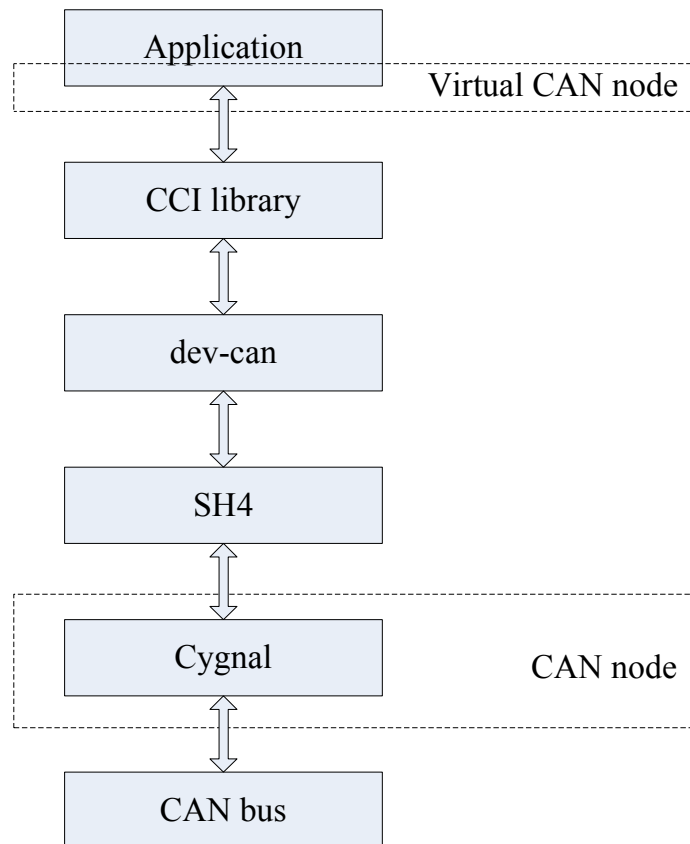 Application
Virtual CAN node
CCI library
dev-can
SH4
Cygnal
CAN node
CAN bus